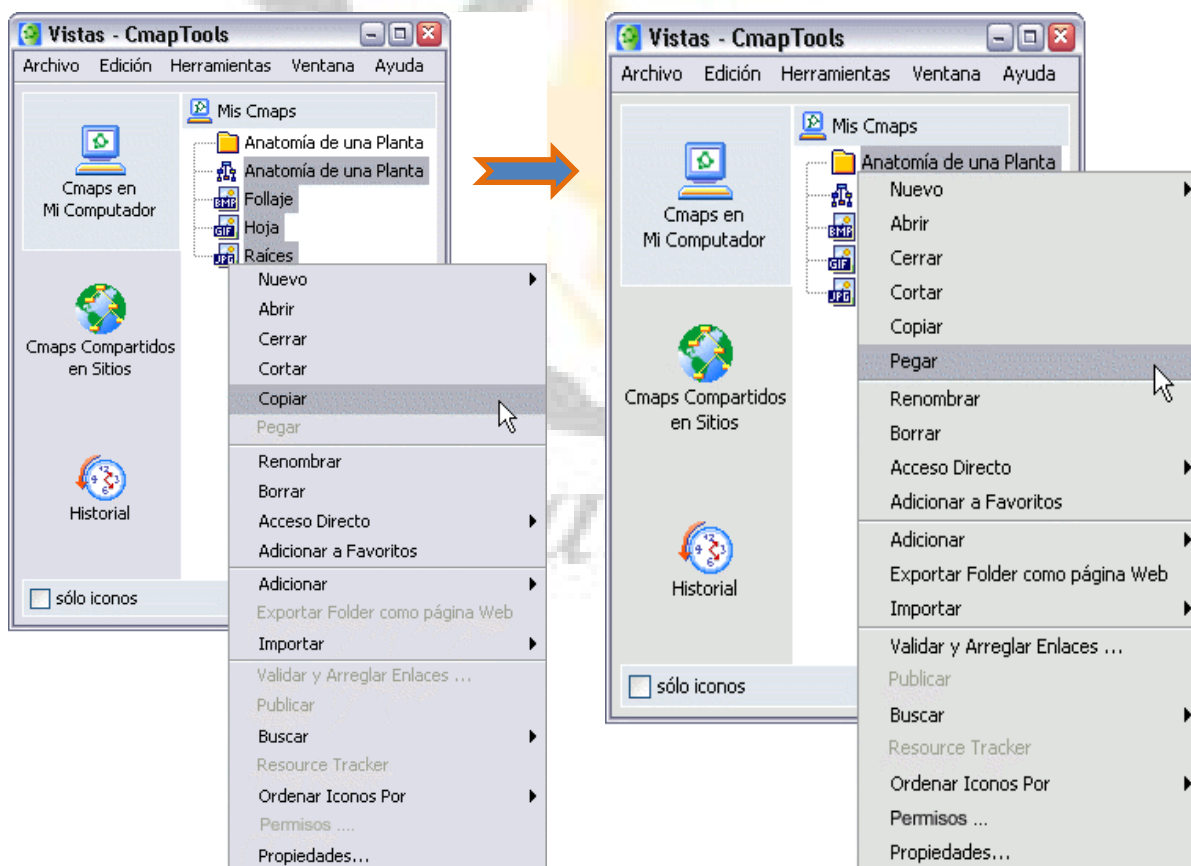 Vistas - CmapTools
Archivo Edición Herramientas Ventana Ayuda
Mis Cmaps
Anatomía de una Planta
Anatomía de una Planta
BMP Follaje
GIF Hoja
JPG Raíces
Cmaps en
Mi Computador
Cmaps Compartidos
en Sitios
Historial
sólo iconos
Nuevo
Abrir
Cerrar
Cortar
Copiar
Pegar
Renombrar
Borrar
Acceso Directo
Adicionar a Favoritos
Adicionar
Exportar Folder como página Web
Importar
Validar y Arreglar Enlaces ...
Publicar
Buscar
Resource Tracker
Ordenar Iconos Por
Permisos ....
Propiedades...
Vistas - CmapTools
Archivo Edición Herramientas Ventana Ayuda
Mis Cmaps
Anatomía de una Planta
BMP
GIF
JPG
Cmaps en
Mi Computador
Cmaps Compartidos
en Sitios
Historial
sólo iconos
Nuevo
Abrir
Cerrar
Cortar
Copiar
Pegar
Renombrar
Borrar
Acceso Directo
Adicionar a Favoritos
Adicionar
Exportar Folder como página Web
Importar
Validar y Arreglar Enlaces ...
Publicar
Buscar
Resource Tracker
Ordenar Iconos Por
Permisos ...
Propiedades...